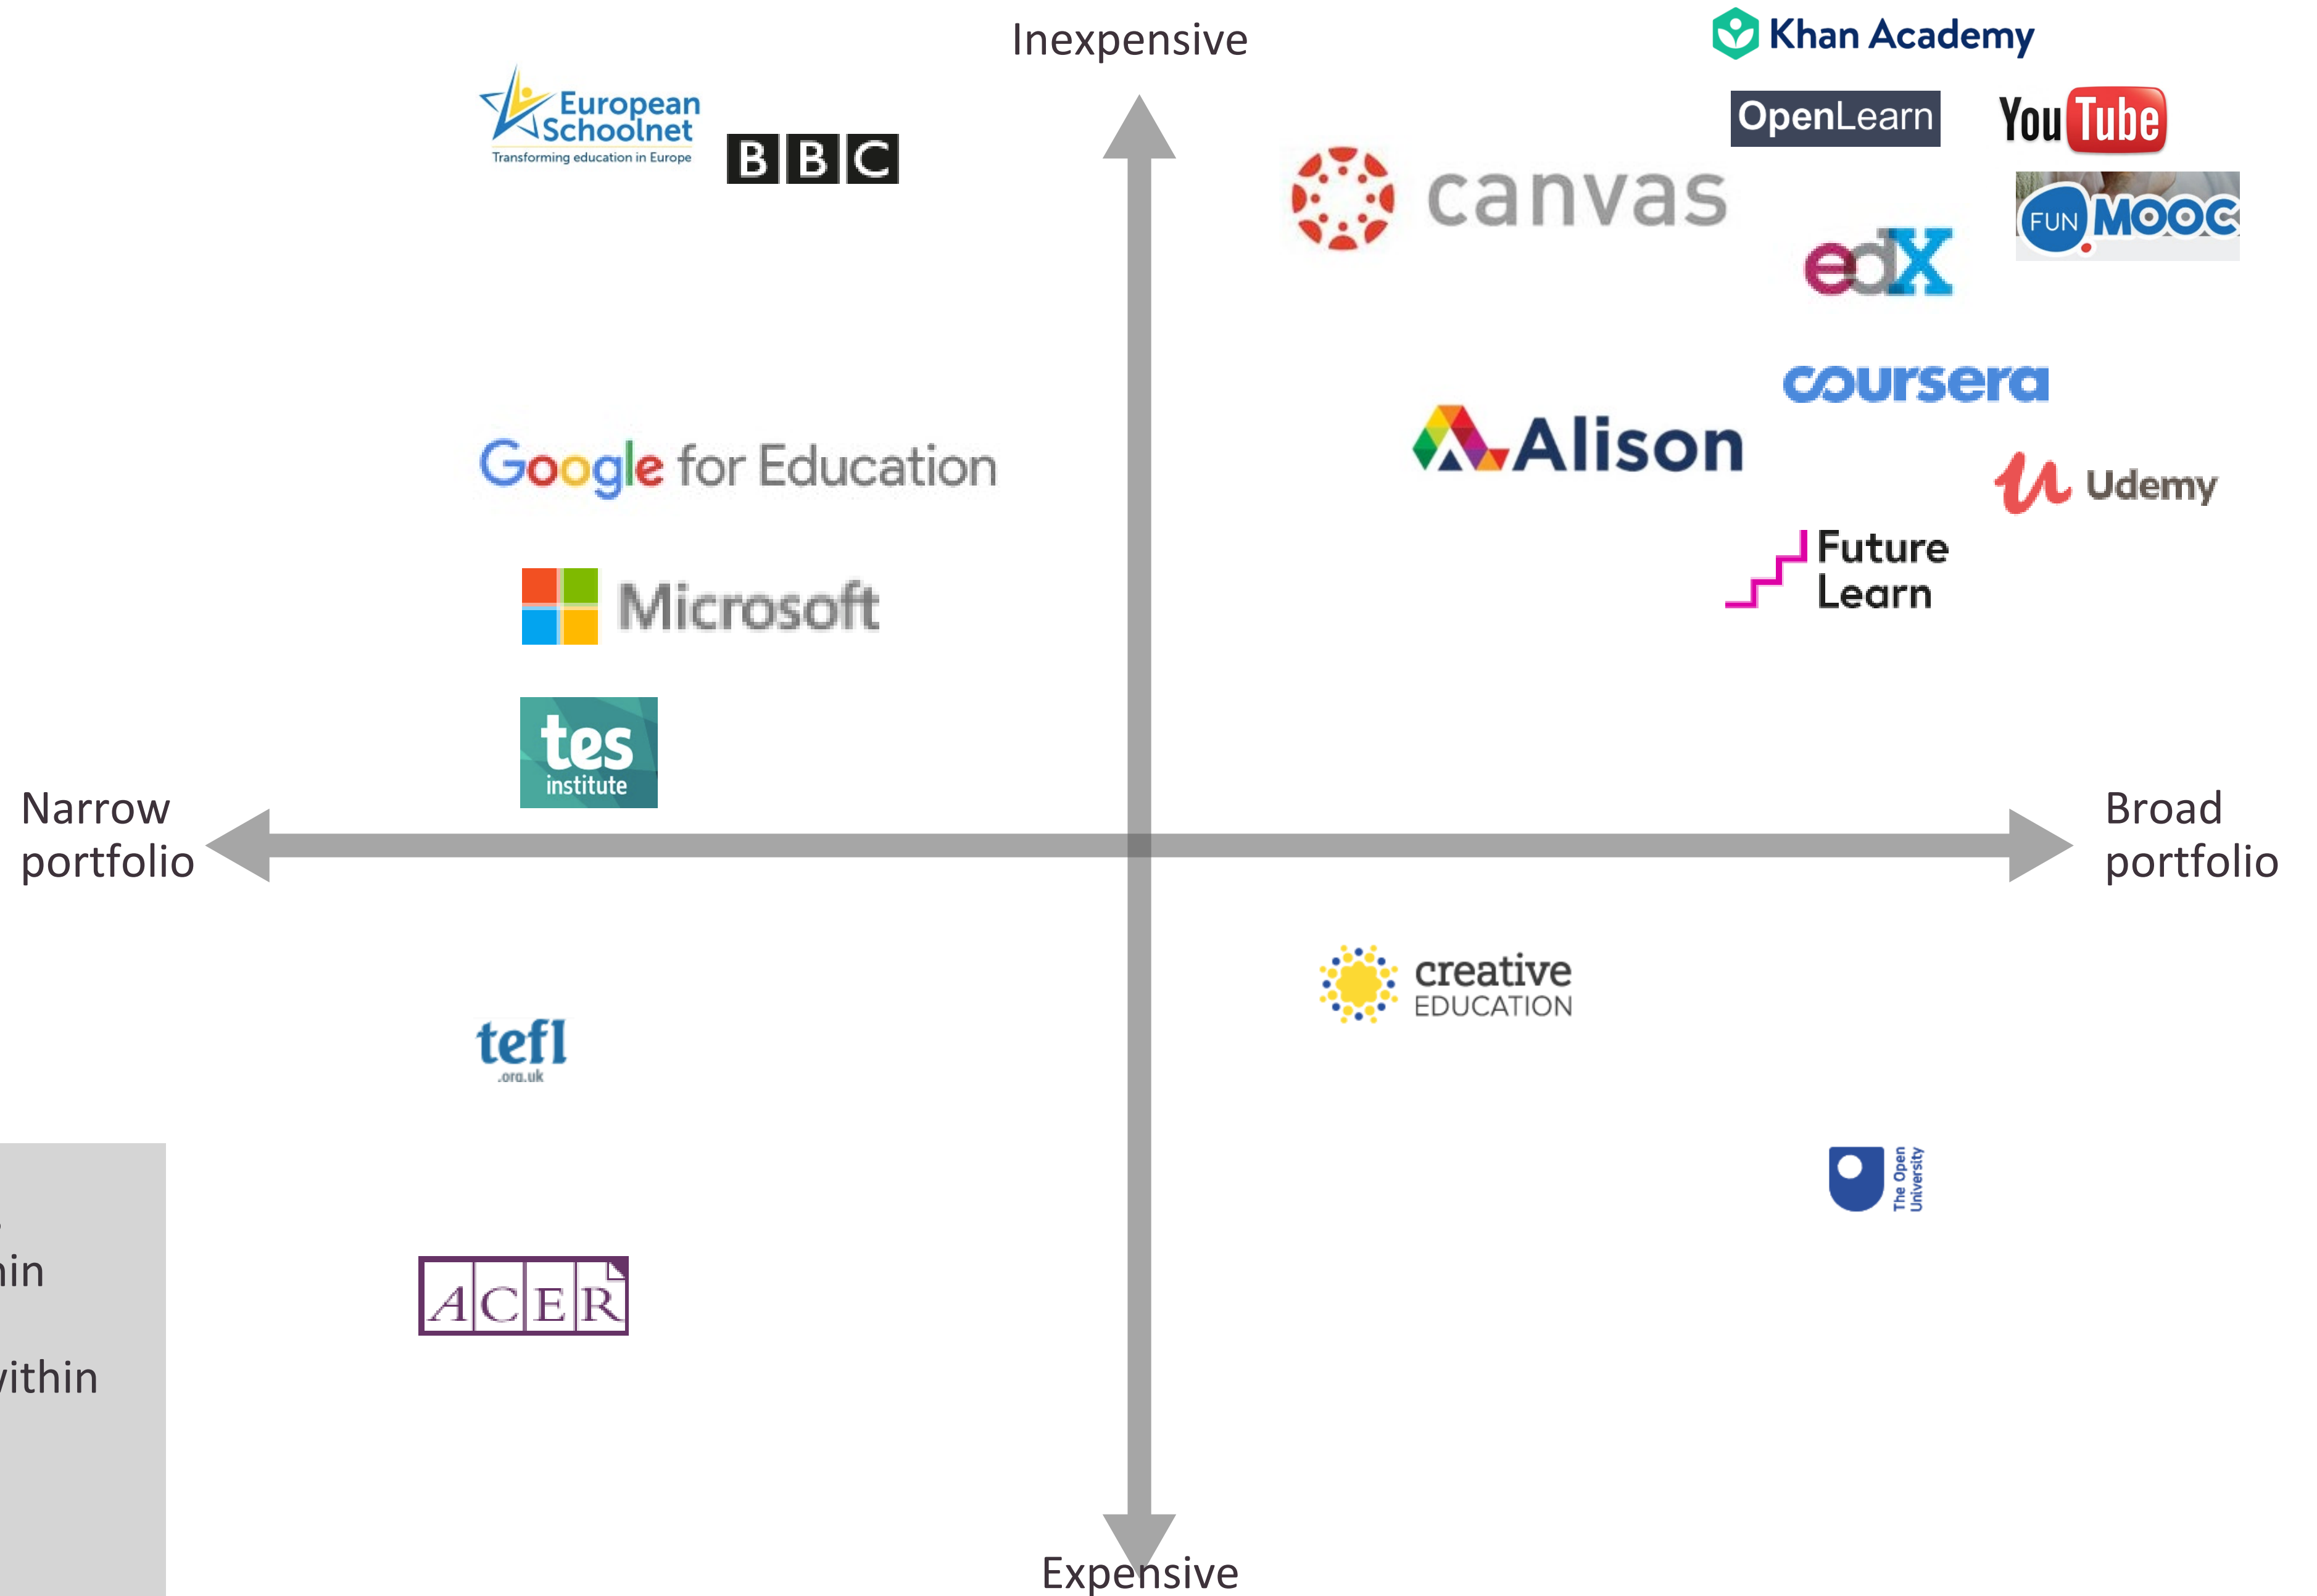 Inexpensive
Khan Academy
European
Schoolnet
Transforming education in Europe
BBC
OpenLearn
YouTube
canvas
FUN MOOC
edX
coursera
Google for Education
Alison
Udemy
Microsoft
Future
Learn
tes
institute
Narrow
portfolio
Broad
portfolio
creative
EDUCATION
tefl
.org.uk
The Open
University
ACER
within
Expensive